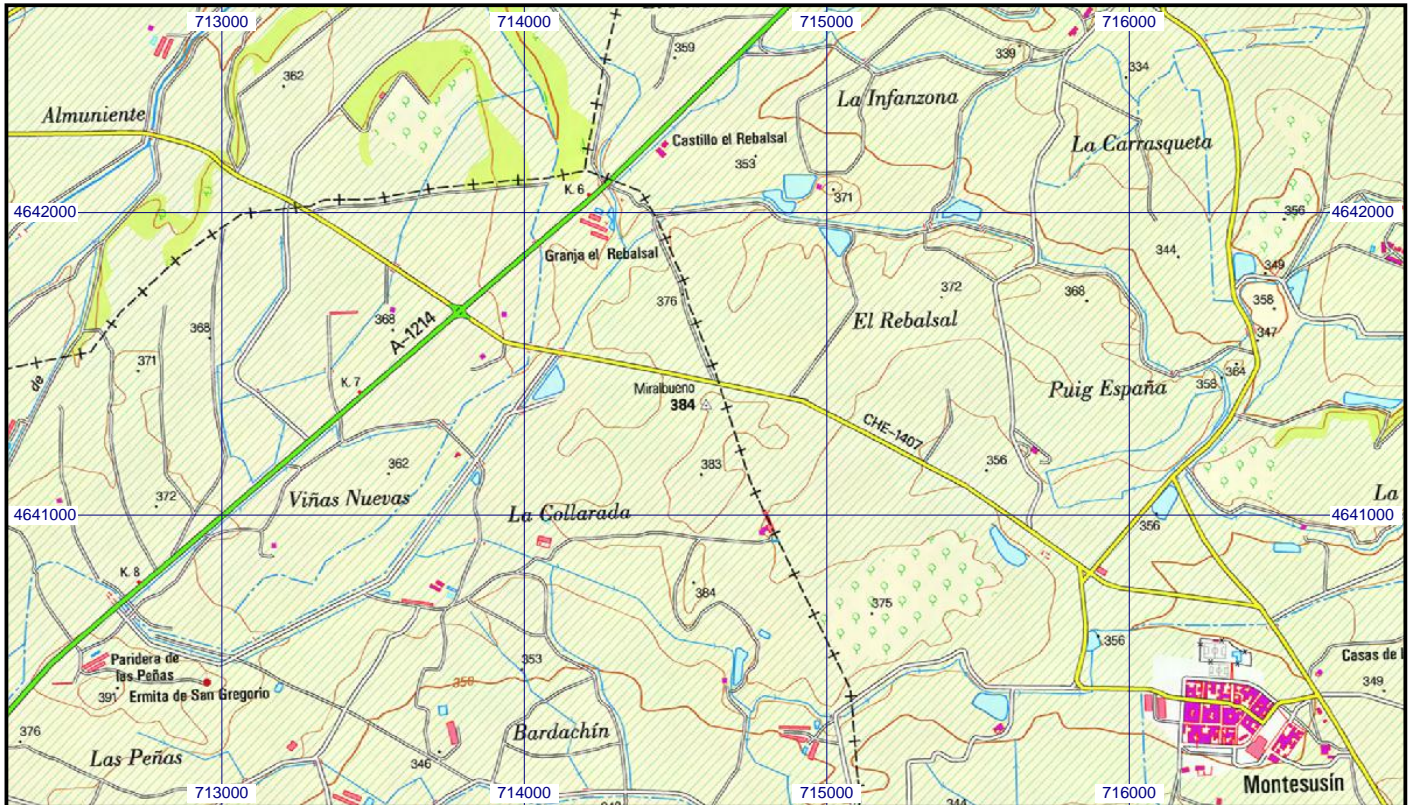 713000
714000
715000
716000
359
362
339
334
La Infanzona
Almuniente
Castillo el Rebalsal
353
La Carrasqueta
K. 6
371
4642000
4642000
356
Granja el Rebalsal
344
349
376
372
368
358
368
368
El Rebalsal
347
A-1214
371
384
de
K. 7
Miralbueno
384
Puig España
358
CHE-1407
362
383
356
372
Viñas Nuevas
La
La Collarada
4641000
4641000
356
K. 8
384
375
356
Paridera de
las Peñas
353
Casas de
391
Ermita de San Gregorio
350
349
376
Bardachín
Las Peñas
346
Montesusín
713000
714000
715000
716000
344